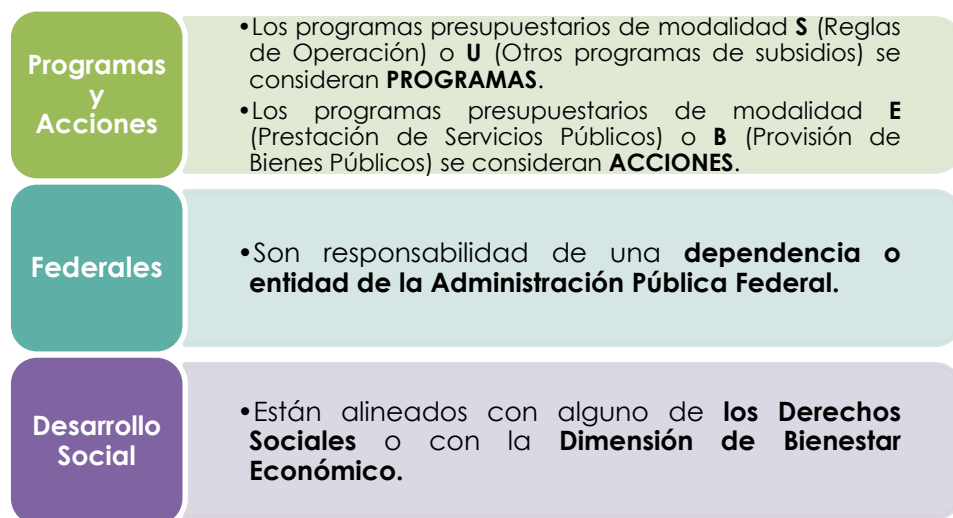 Programas
y
Acciones
•Los programas presupuestarios de modalidad S (Reglas
de Operación) o U (Otros programas de subsidios) se
consideran PROGRAMAS.
•Los programas presupuestarios de modalidad E
(Prestación de Servicios Públicos) o B (Provisión de
Bienes Públicos) se consideran ACCIONES.
Federales
•Son responsabilidad de una dependencia o
entidad de la Administración Pública Federal.
Desarrollo
Social
•Están alineados con alguno de los Derechos
Sociales o con la Dimensión de Bienestar
Económico.